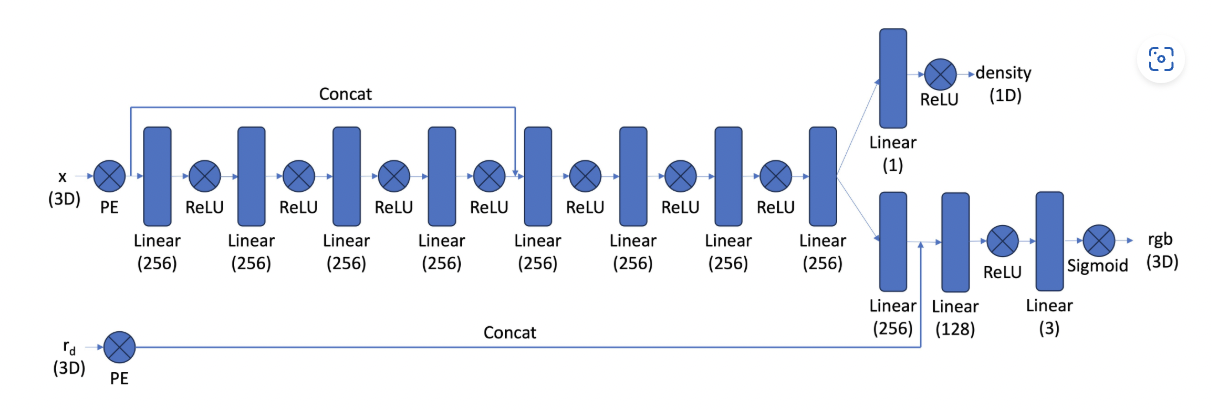 density
(1D)
ReLU
Linear
(1)
Concat
x
(3D)
PE
ReLU
ReLU
ReLU
ReLU
ReLU
ReLU
ReLU
Linear
(256)
Linear
(256)
Linear
(256)
Linear
(256)
Linear
(256)
Linear
(256)
Linear
(256)
Linear
(256)
rgb
(3D)
ReLU
Sigmoid
Linear
(256)
Linear
(128)
Linear
(3)
Concat
r_d
(3D)
PE